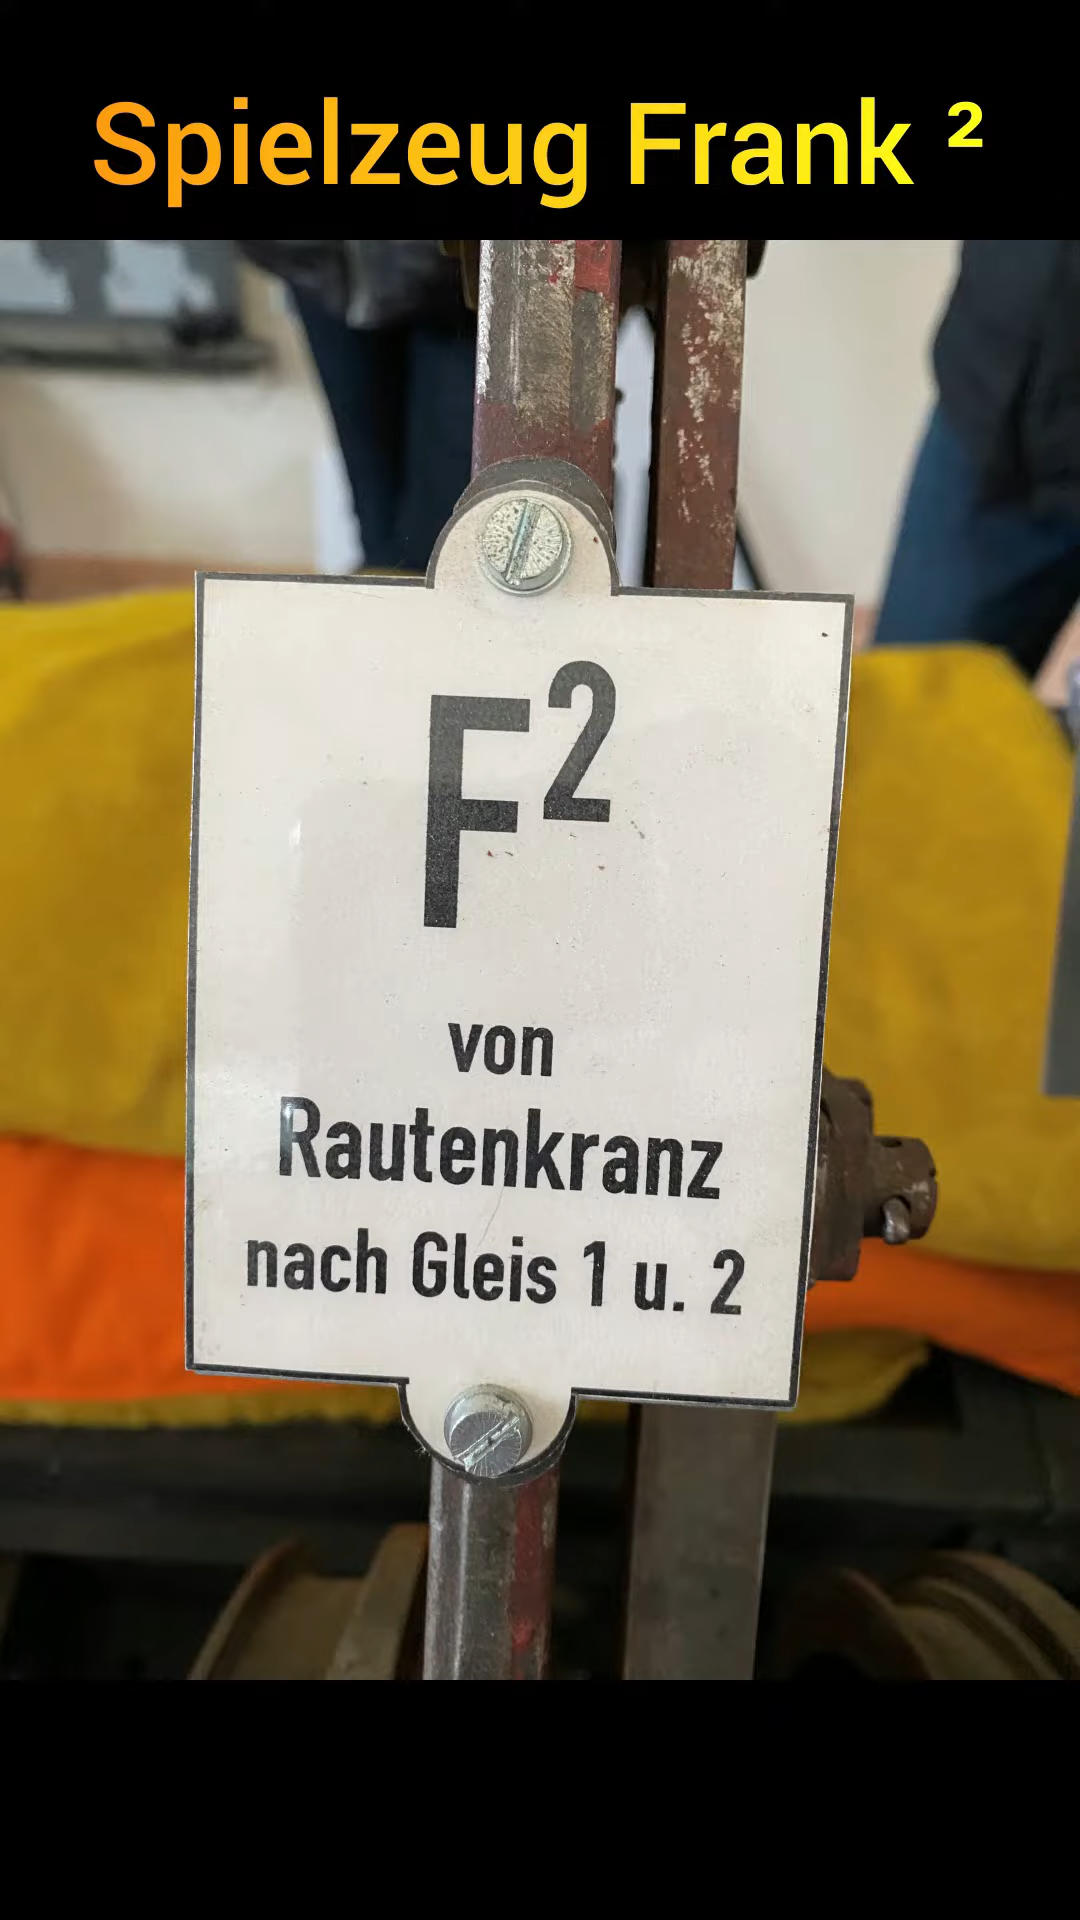 Spielzeug Frank ²
F²
von
Rautenkranz
nach Gleis 1 u. 2